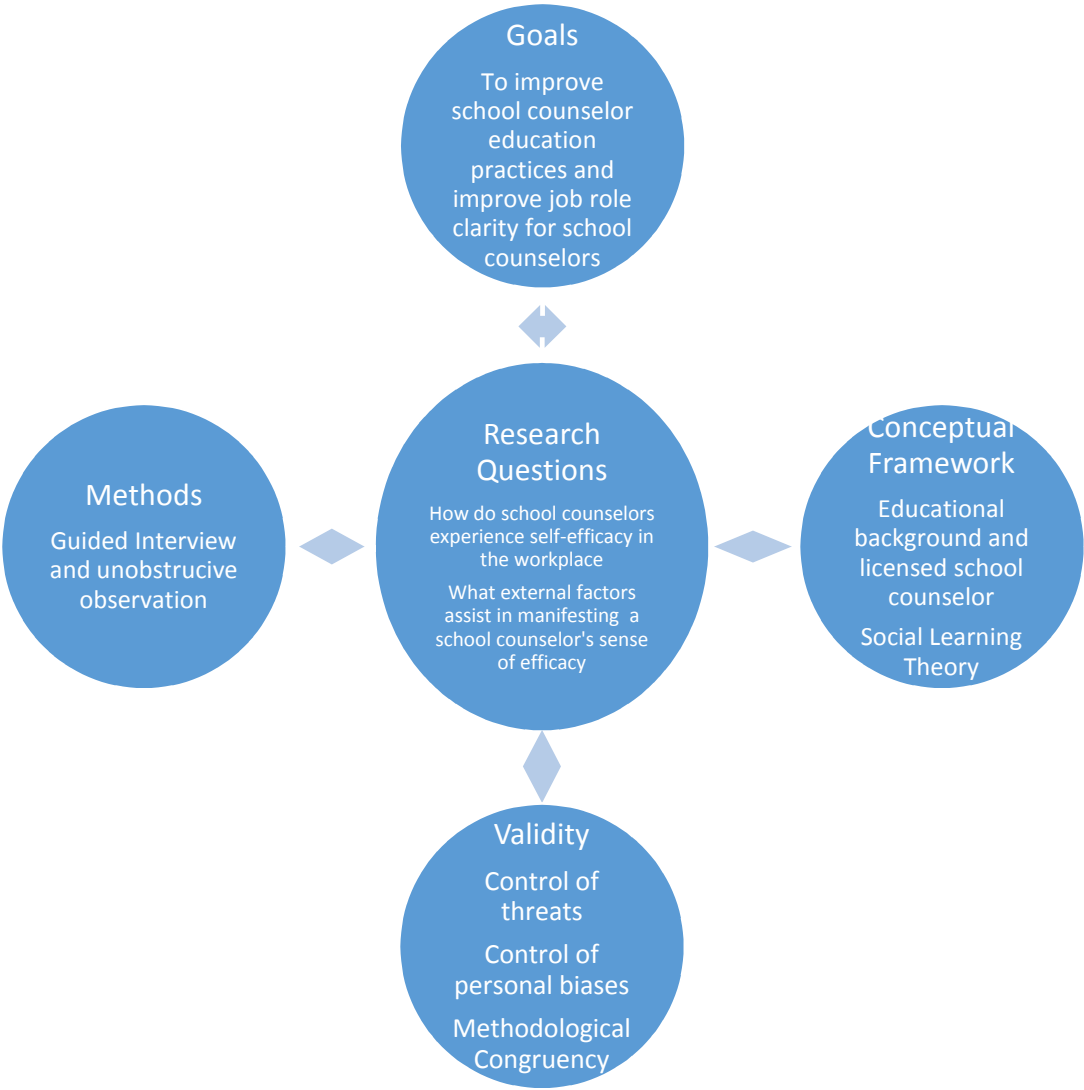 Goals
To improve
school counselor
education
practices and
improve job role
clarity for school
counselors
Methods
Guided Interview
and unobstrucive
observation
Research
Questions
How do school counselors
experience self-efficacy in
the workplace
What external factors
assist in manifesting a
school counselor's sense
of efficacy
Conceptual
Framework
Educational
background and
licensed school
counselor
Social Learning
Theory
Validity
Control of
threats
Control of
personal biases
Methodological
Congruency